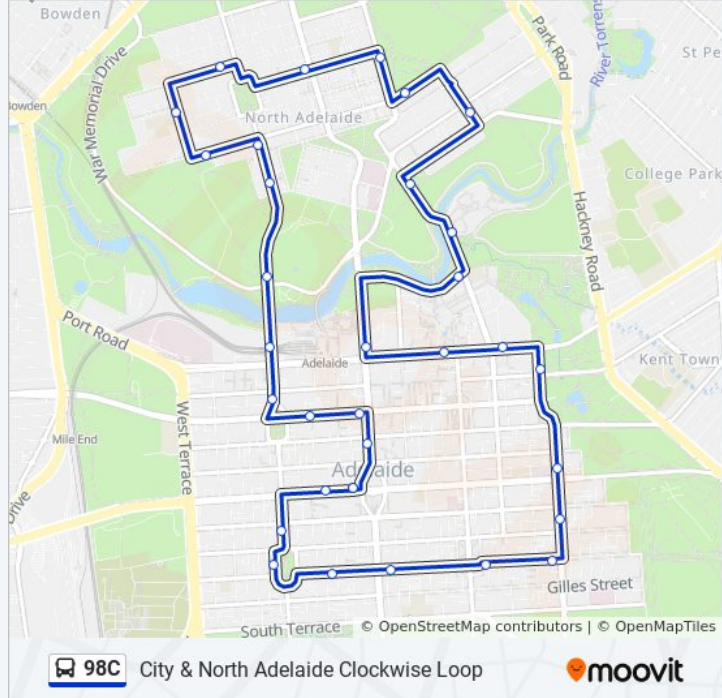 Bowden
Park Road
River Torren
St Pe
War Memorial Drive
Bowden
North Adelaide
College Park
Hackney Road
Port Road
Adelaide
Kent Town
West Terrace
Mile End
Adelaide
Drive
Gilles Street
South Terrace
© OpenStreetMap contributors | © OpenMapTiles
98C City & North Adelaide Clockwise Loop
moovit